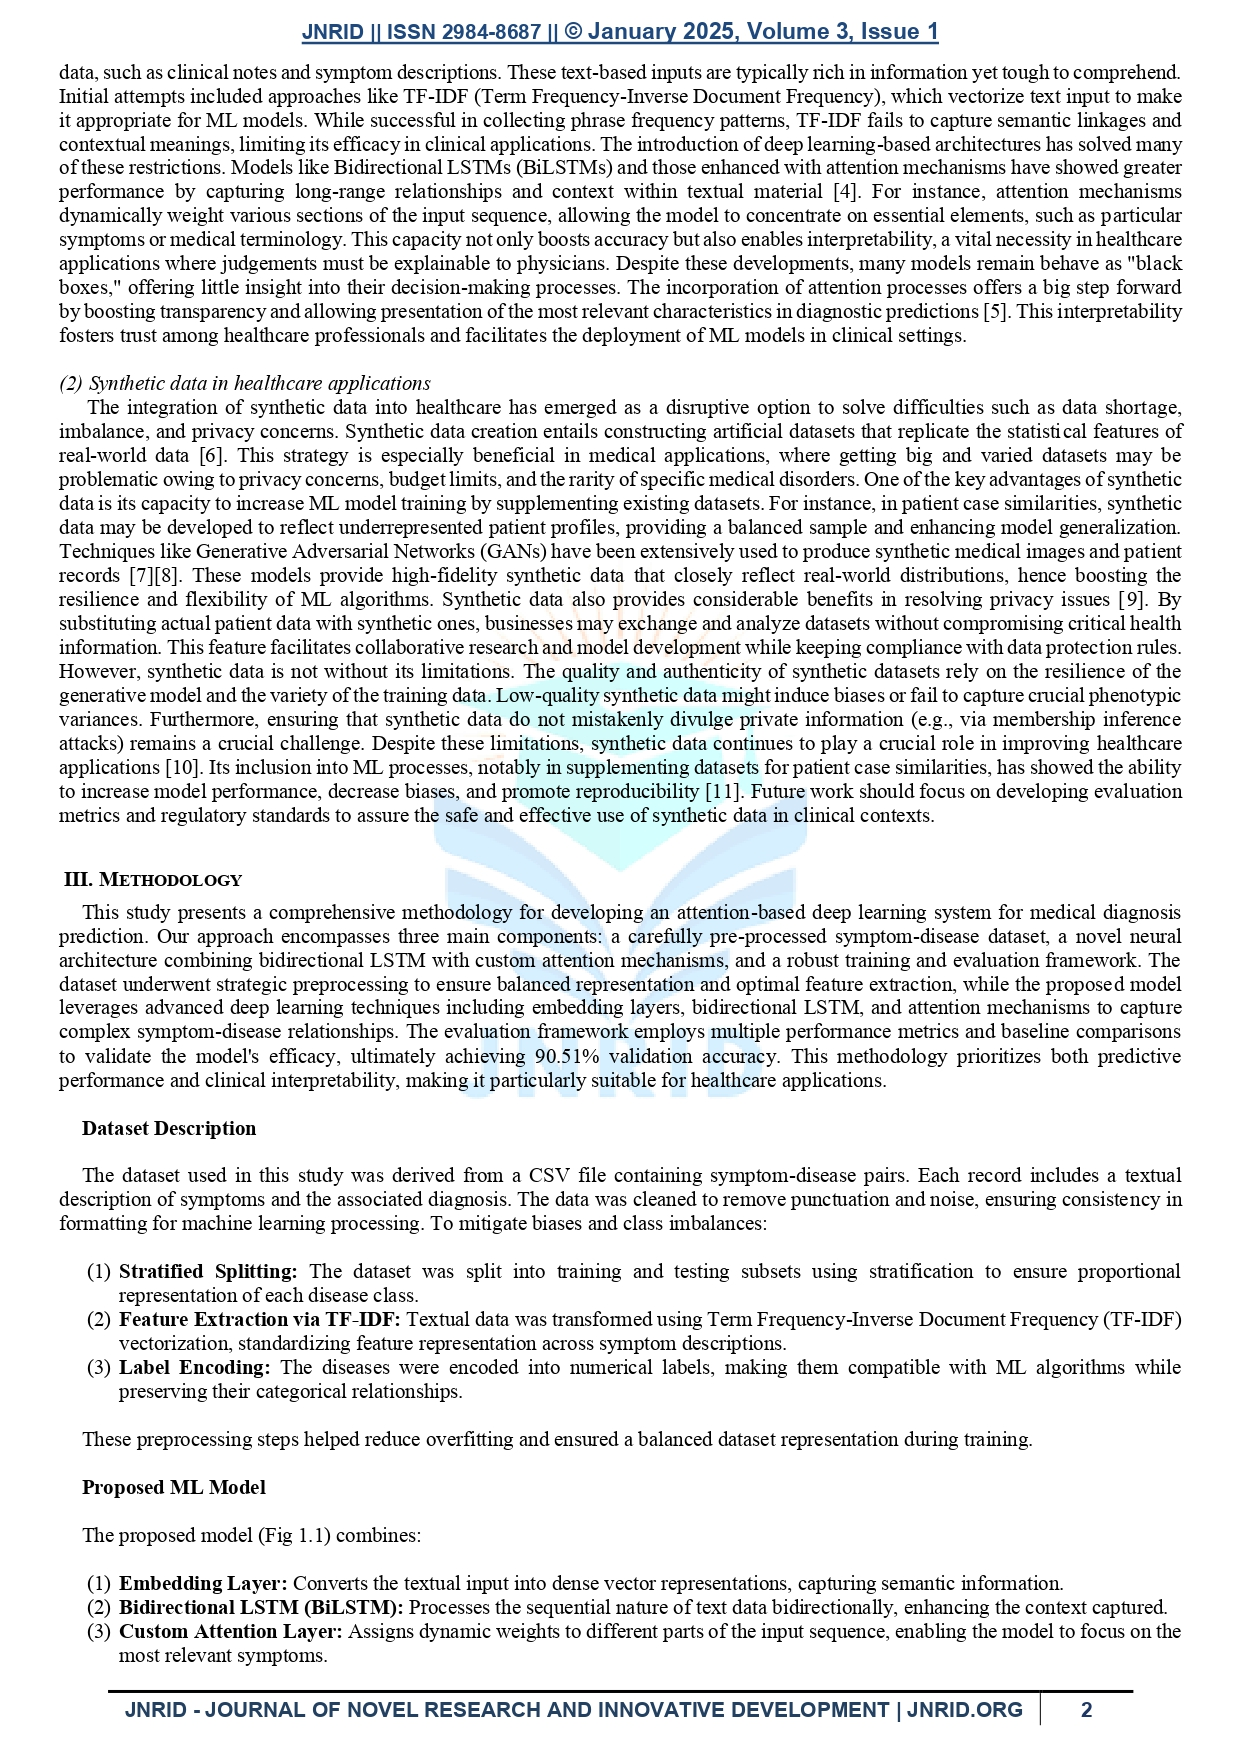 JNRID || ISSN 2984-8687 || © January 2025, Volume 3, Issue 1
data, such as clinical notes and symptom descriptions. These text-based inputs are typically rich in information yet tough to comprehend.
Initial attempts included approaches like TF-IDF (Term Frequency-Inverse Document Frequency), which vectorize text input to make
it appropriate for ML models. While successful in collecting phrase frequency patterns, TF-IDF fails to capture semantic linkages and
contextual meanings, limiting its efficacy in clinical applications. The introduction of deep learning-based architectures has solved many
of these restrictions. Models like Bidirectional LSTMs (BiLSTMs) and those enhanced with attention mechanisms have showed greater
performance by capturing long-range relationships and context within textual material [4]. For instance, attention mechanisms
dynamically weight various sections of the input sequence, allowing the model to concentrate on essential elements, such as particular
symptoms or medical terminology. This capacity not only boosts accuracy but also enables interpretability, a vital necessity in healthcare
applications where judgements must be explainable to physicians. Despite these developments, many models remain behave as "black
boxes," offering little insight into their decision-making processes. The incorporation of attention processes offers a big step forward
by boosting transparency and allowing presentation of the most relevant characteristics in diagnostic predictions [5]. This interpretability
fosters trust among healthcare professionals and facilitates the deployment of ML models in clinical settings.
(2) Synthetic data in healthcare applications
The integration of synthetic data into healthcare has emerged as a disruptive option to solve difficulties such as data shortage,
imbalance, and privacy concerns. Synthetic data creation entails constructing artificial datasets that replicate the statistical features of
real-world data [6]. This strategy is especially beneficial in medical applications, where getting big and varied datasets may be
problematic owing to privacy concerns, budget limits, and the rarity of specific medical disorders. One of the key advantages of synthetic
data is its capacity to increase ML model training by supplementing existing datasets. For instance, in patient case similarities, synthetic
data may be developed to reflect underrepresented patient profiles, providing a balanced sample and enhancing model generalization.
Techniques like Generative Adversarial Networks (GANs) have been extensively used to produce synthetic medical images and patient
records [7][8]. These models provide high-fidelity synthetic data that closely reflect real-world distributions, hence boosting the
resilience and flexibility of ML algorithms. Synthetic data also provides considerable benefits in resolving privacy issues [9]. By
substituting actual patient data with synthetic ones, businesses may exchange and analyze datasets without compromising critical health
information. This feature facilitates collaborative research and model development while keeping compliance with data protection rules.
However, synthetic data is not without its limitations. The quality and authenticity of synthetic datasets rely on the resilience of the
generative model and the variety of the training data. Low-quality synthetic data might induce biases or fail to capture crucial phenotypic
variances. Furthermore, ensuring that synthetic data do not mistakenly divulge private information (e.g., via membership inference
attacks) remains a crucial challenge. Despite these limitations, synthetic data continues to play a crucial role in improving healthcare
applications [10]. Its inclusion into ML processes, notably in supplementing datasets for patient case similarities, has showed the ability
to increase model performance, decrease biases, and promote reproducibility [11]. Future work should focus on developing evaluation
metrics and regulatory standards to assure the safe and effective use of synthetic data in clinical contexts.
III. METHODOLOGY
This study presents a comprehensive methodology for developing an attention-based deep learning system for medical diagnosis
prediction. Our approach encompasses three main components: a carefully pre-processed symptom-disease dataset, a novel neural
architecture combining bidirectional LSTM with custom attention mechanisms, and a robust training and evaluation framework. The
dataset underwent strategic preprocessing to ensure balanced representation and optimal feature extraction, while the proposed model
leverages advanced deep learning techniques including embedding layers, bidirectional LSTM, and attention mechanisms to capture
complex symptom-disease relationships. The evaluation framework employs multiple performance metrics and baseline comparisons
to validate the model's efficacy, ultimately achieving 90.51% validation accuracy. This methodology prioritizes both predictive
performance and clinical interpretability, making it particularly suitable for healthcare applications.
JNRID
Dataset Description
The dataset used in this study was derived from a CSV file containing symptom-disease pairs. Each record includes a textual
description of symptoms and the associated diagnosis. The data was cleaned to remove punctuation and noise, ensuring consistency in
formatting for machine learning processing. To mitigate biases and class imbalances:
(1) Stratified Splitting: The dataset was split into training and testing subsets using stratification to ensure proportional
representation of each disease class.
(2) Feature Extraction via TF-IDF: Textual data was transformed using Term Frequency-Inverse Document Frequency (TF-IDF)
vectorization, standardizing feature representation across symptom descriptions.
(3) Label Encoding: The diseases were encoded into numerical labels, making them compatible with ML algorithms while
preserving their categorical relationships.
These preprocessing steps helped reduce overfitting and ensured a balanced dataset representation during training.
Proposed ML Model
The proposed model (Fig 1.1) combines:
(1) Embedding Layer: Converts the textual input into dense vector representations, capturing semantic information.
(2) Bidirectional LSTM (BiLSTM): Processes the sequential nature of text data bidirectionally, enhancing the context captured.
(3) Custom Attention Layer: Assigns dynamic weights to different parts of the input sequence, enabling the model to focus on the
most relevant symptoms.
JNRID - JOURNAL OF NOVEL RESEARCH AND INNOVATIVE DEVELOPMENT | JNRID.ORG 2